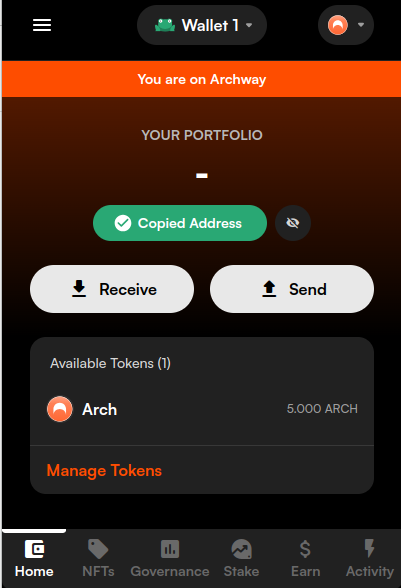 Wallet 1
You are on Archway
YOUR PORTFOLIO
-
Copied Address
Receive
Send
Available Tokens (1)
Arch
5.000 ARCH
Manage Tokens
Home
NFTs
Governance
Stake
Earn
Activity